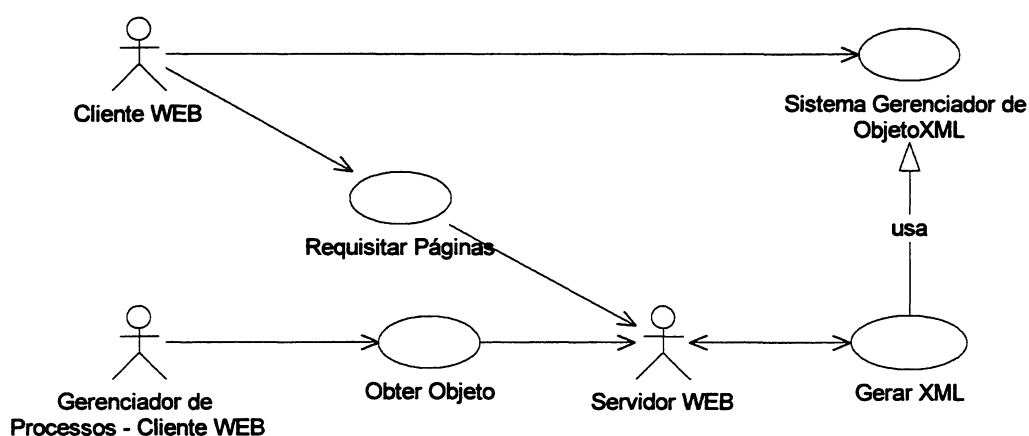 Cliente WEB
Sistema Gerenciador de
ObjetoXML
Requisitar Páginas
usa
Gerenciador de
Processos - Cliente WEB
Obter Objeto
Servidor WEB
Gerar XML